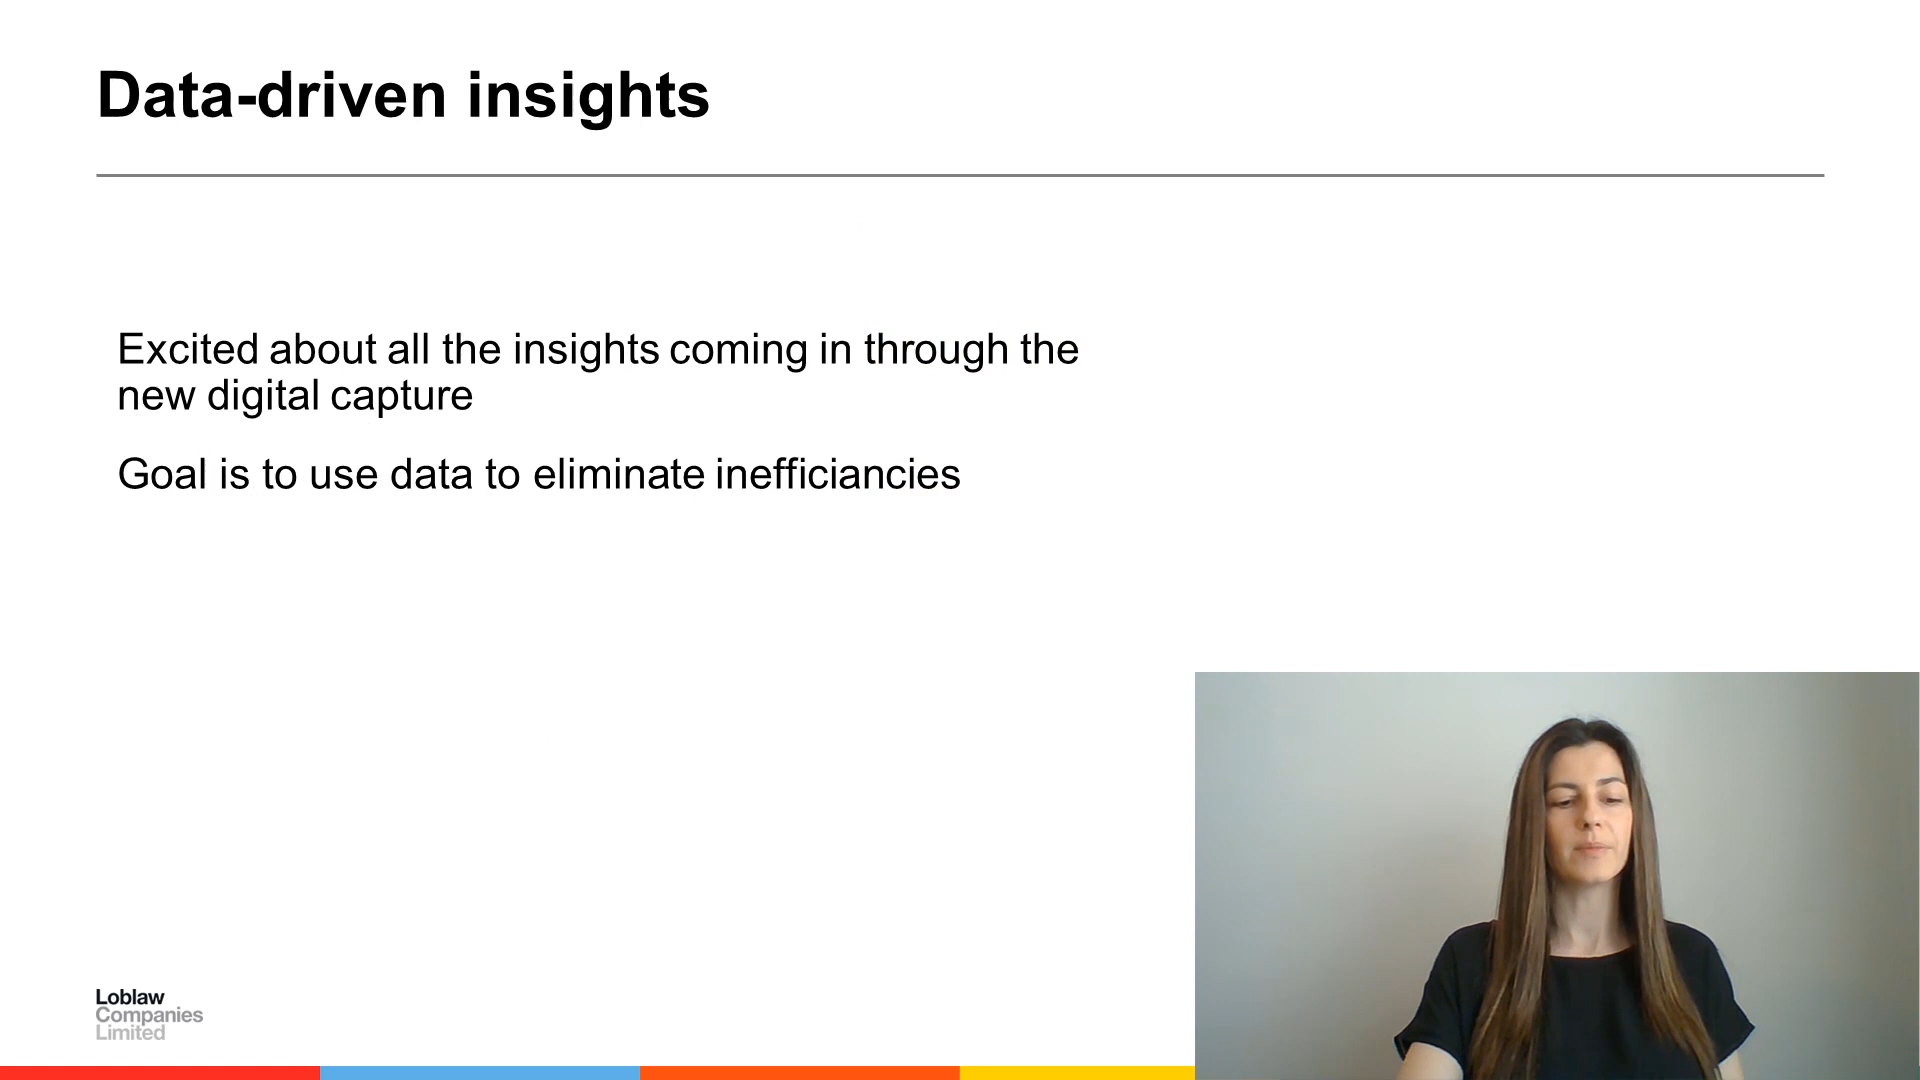 Data-driven insights
Excited about all the insights coming in through the
new digital capture
Goal is to use data to eliminate inefficiancies
Loblaw
Companies
Limited